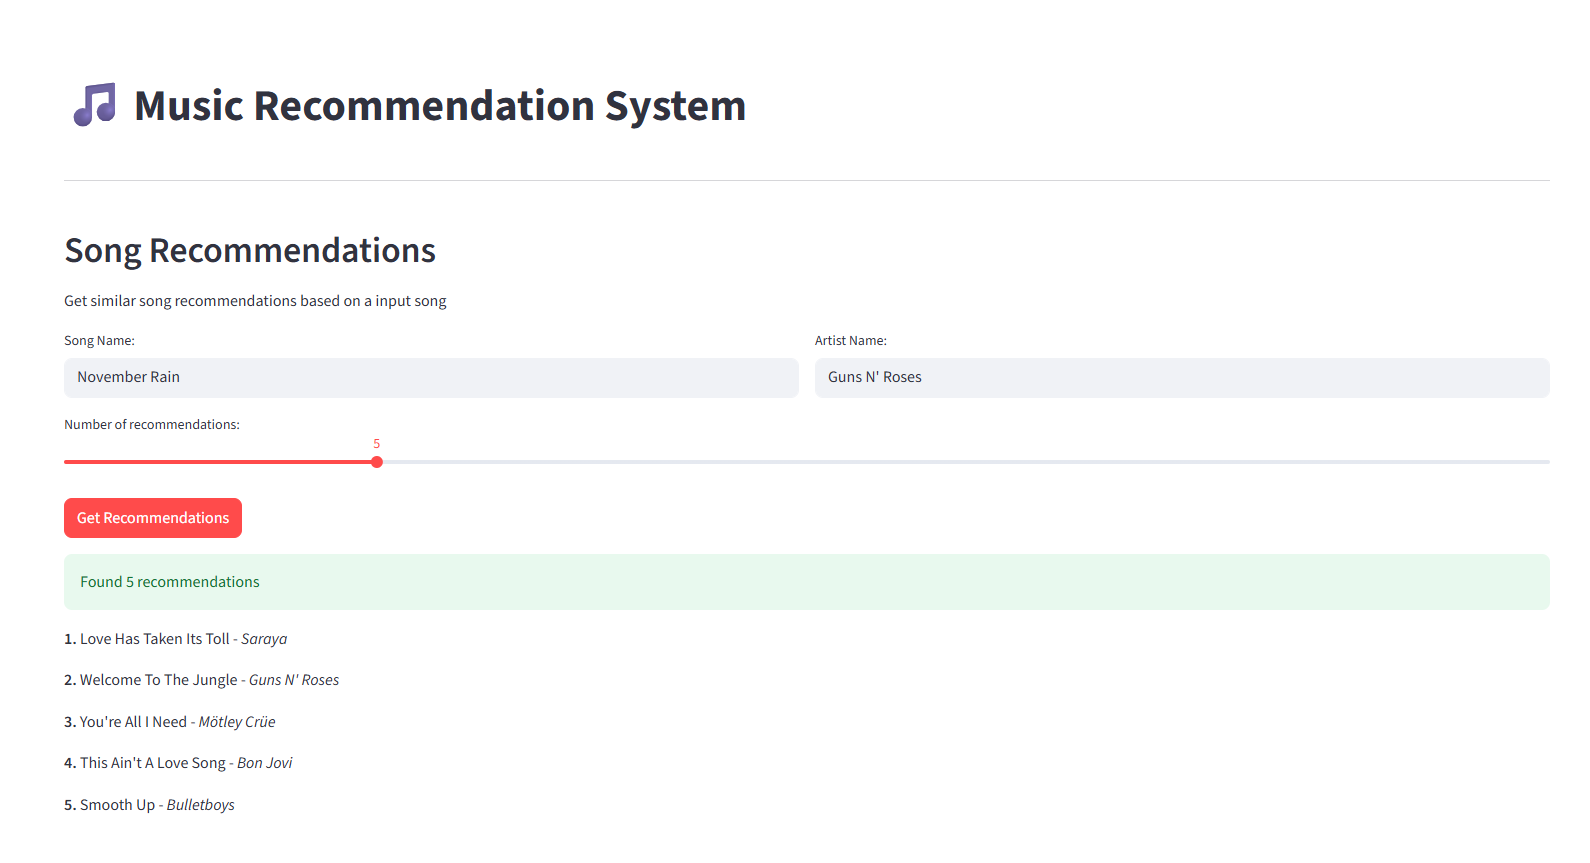 Music Recommendation System
Song Recommendations
Get similar song recommendations based on a input song
Song Name:
Artist Name:
November Rain
Guns N' Roses
Number of recommendations:
5
Get Recommendations
Found 5 recommendations
1. Love Has Taken Its Toll - Saraya
2. Welcome To The Jungle - Guns N' Roses
3. You're All I Need - Mötley Crüe
4. This Ain't A Love Song - Bon Jovi
5. Smooth Up - Bulletboys